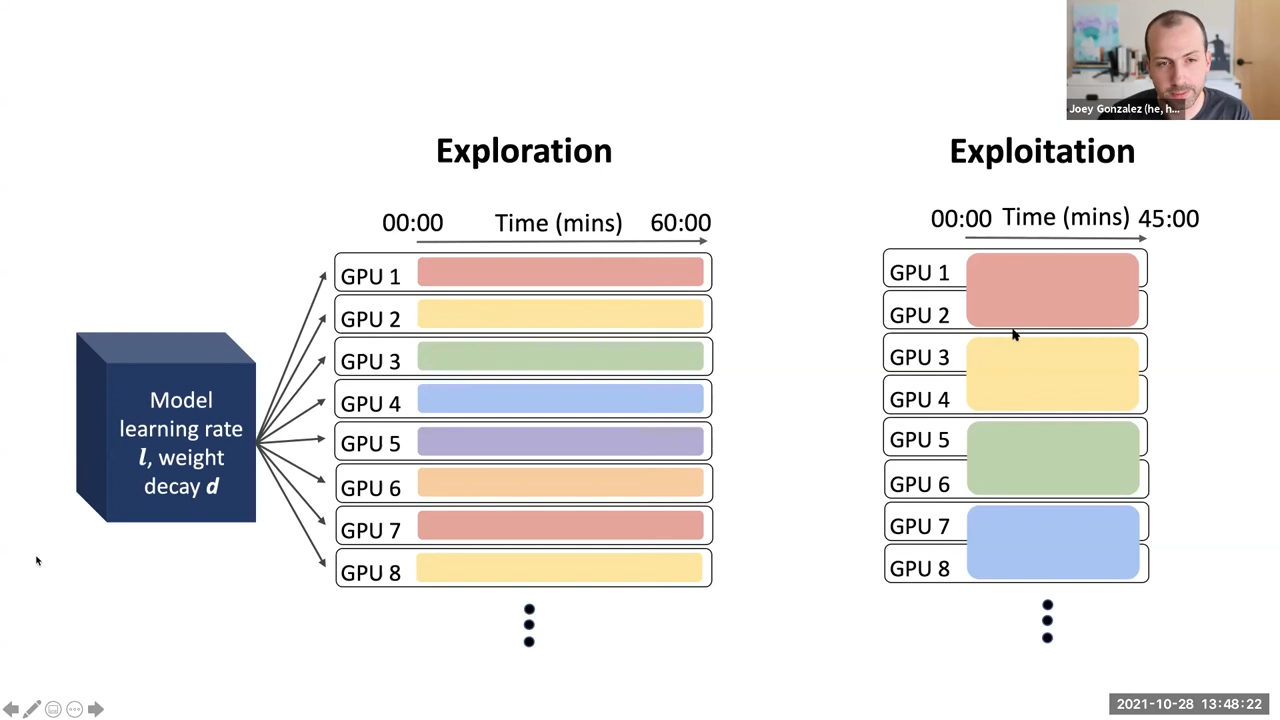 Joey Gonzalez (he, h...
Exploration
Exploitation
00:00 Time (mins) 60:00
00:00 Time (mins) 45:00
GPU 1
GPU 2
GPU 3
GPU 4
GPU 5
GPU 6
GPU 7
GPU 8
Model
learning rate
l, weight
decay d
GPU 1
GPU 2
GPU 3
GPU 4
GPU 5
GPU 6
GPU 7
GPU 8
2021-10-28 13:48:22